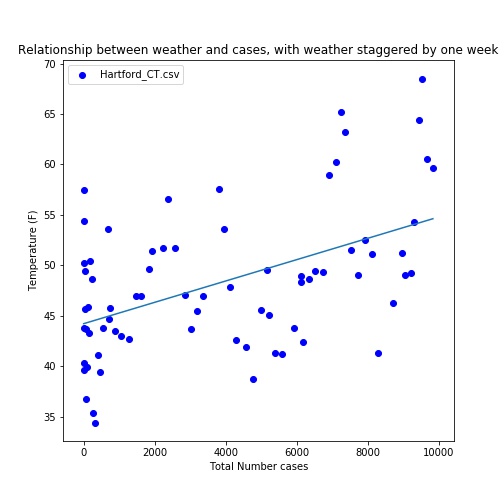 Relationship between weather and cases, with weather staggered by one week
Hartford_CT.csv
70
65
60
55
50
45
40
35
Temperature (F)
0 2000 4000 6000 8000 10000
Total Number cases